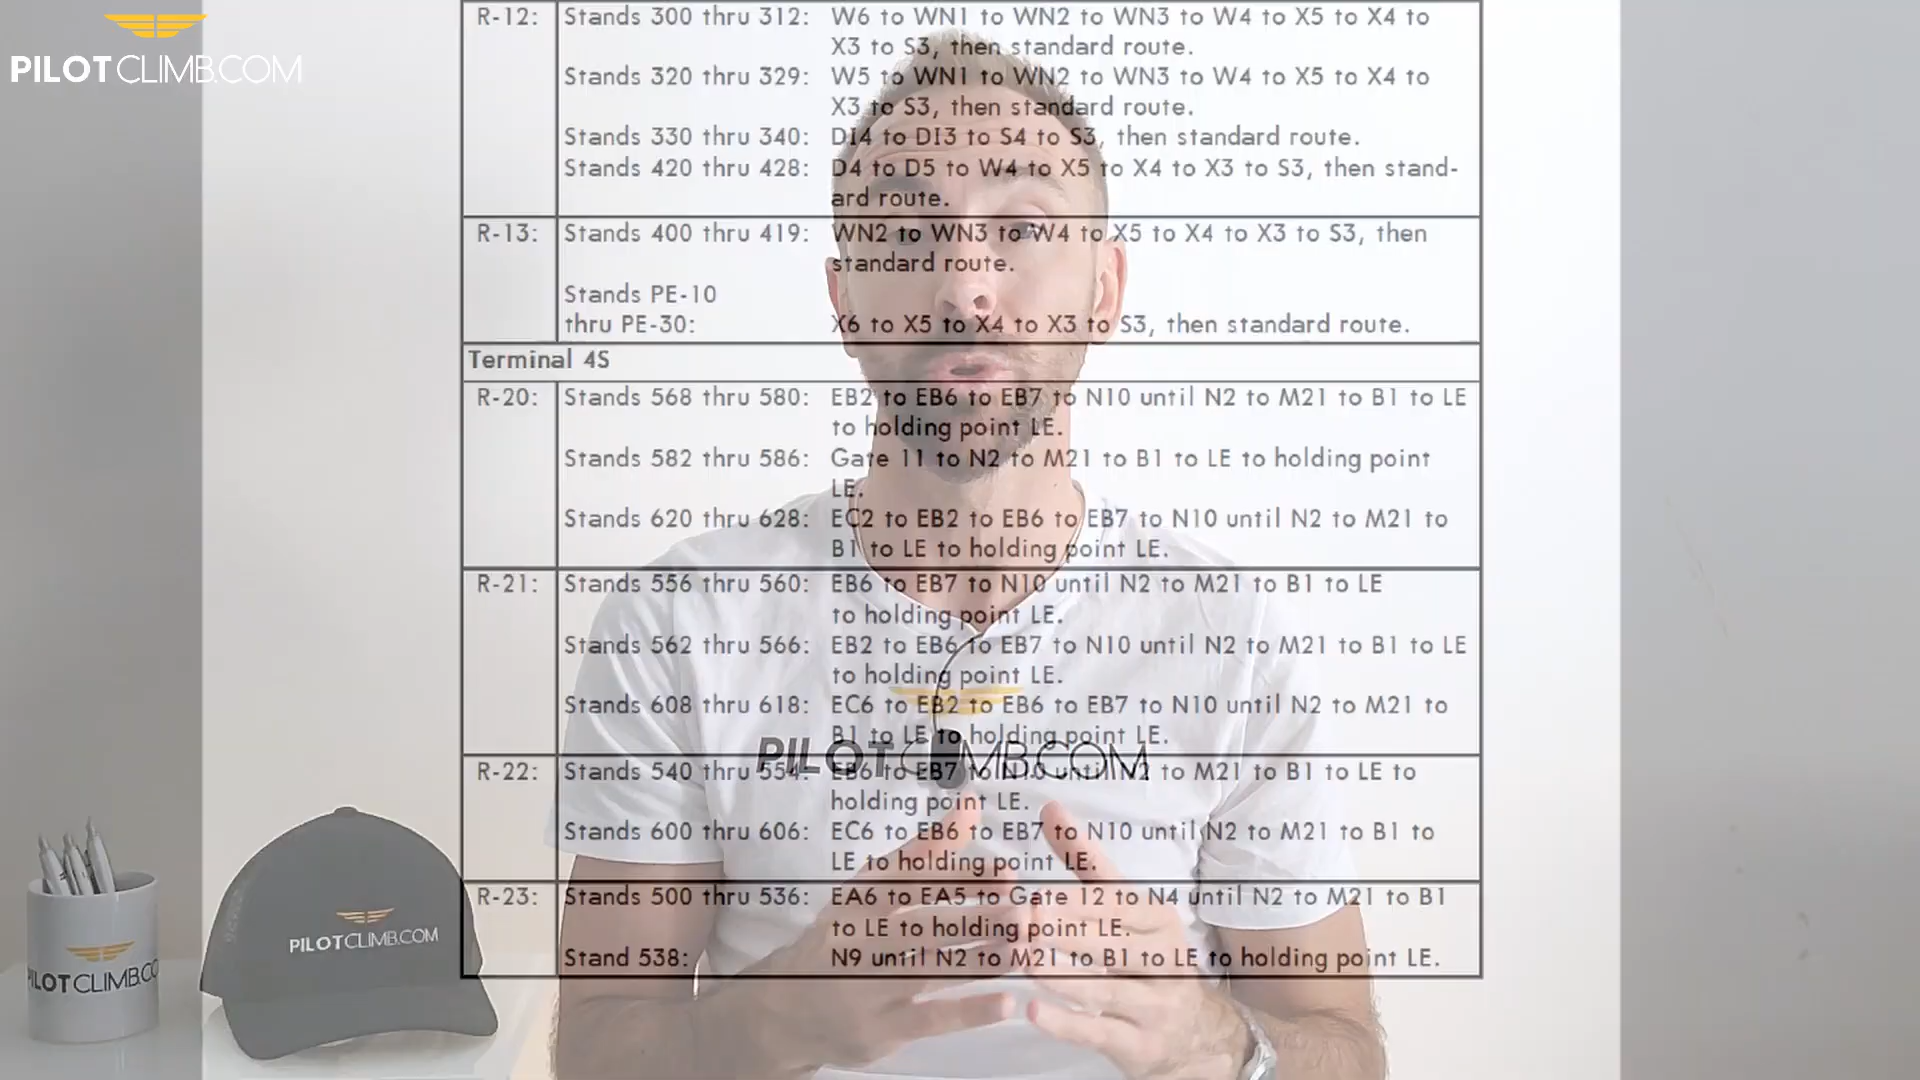 PILOTCLIMB.COM
R-12: Stands 300 thru 312: W6 to WN1 to WN2 to WN3 to W4 to X5 to X4 to
X3 to S3, then standard route.
Stands 320 thru 329: W5 to WN1 to WN2 to WN3 to W4 to X5 to X4 to
X3 to S3, then standard route.
Stands 330 thru 340: DI4 to DI3 to S4 to S3, then standard route.
Stands 420 thru 428: D4 to D5 to W4 to X5 to X4 to X3 to S3, then stand-
ard route.
R-13: Stands 400 thru 419: WN2 to WN3 to W4 to X5 to X4 to X3 to S3, then
standard route.
Stands PE-10
thru PE-30: X6 to X5 to X4 to X3 to S3, then standard route.
Terminal 4S
R-20: Stands 568 thru 580: EB2 to EB6 to EB7 to N10 until N2 to M21 to B1 to LE
to holding point LE.
Stands 582 thru 586: Gate 11 to N2 to M21 to B1 to LE to holding point
LE.
Stands 620 thru 628: EC2 to EB2 to EB6 to EB7 to N10 until N2 to M21 to
B1 to LE to holding point LE.
R-21: Stands 556 thru 560: EB6 to EB7 to N10 until N2 to M21 to B1 to LE
to holding point LE.
Stands 562 thru 566: EB2 to EB6 to EB7 to N10 until N2 to M21 to B1 to LE
to holding point LE.
Stands 608 thru 618: EC6 to EB2 to EB6 to EB7 to N10 until N2 to M21 to
B1 to LE to holding point LE.
PILOTCLIMB.COM
R-22: Stands 540 thru 554: EB6 to EB7 to N10 until N2 to M21 to B1 to LE to
holding point LE.
Stands 600 thru 606: EC6 to EB6 to EB7 to N10 until N2 to M21 to B1 to
LE to holding point LE.
R-23: Stands 500 thru 536: EA6 to EA5 to Gate 12 to N4 until N2 to M21 to B1
to LE to holding point LE.
Stand 538: N9 until N2 to M21 to B1 to LE to holding point LE.
PILOTCLIMB.COM
PILOTCLIMB.CO